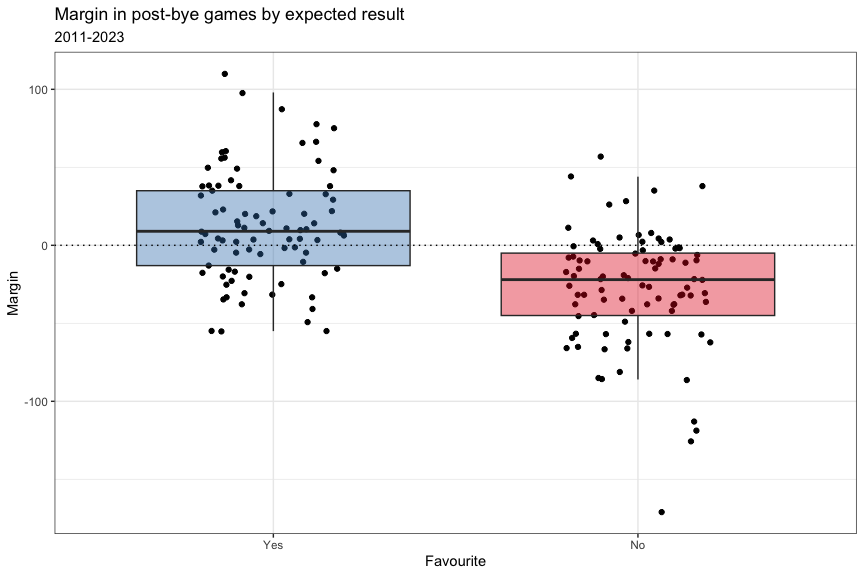 Margin in post-bye games by expected result
2011-2023
100
0
-100
Margin
Yes
No
Favourite